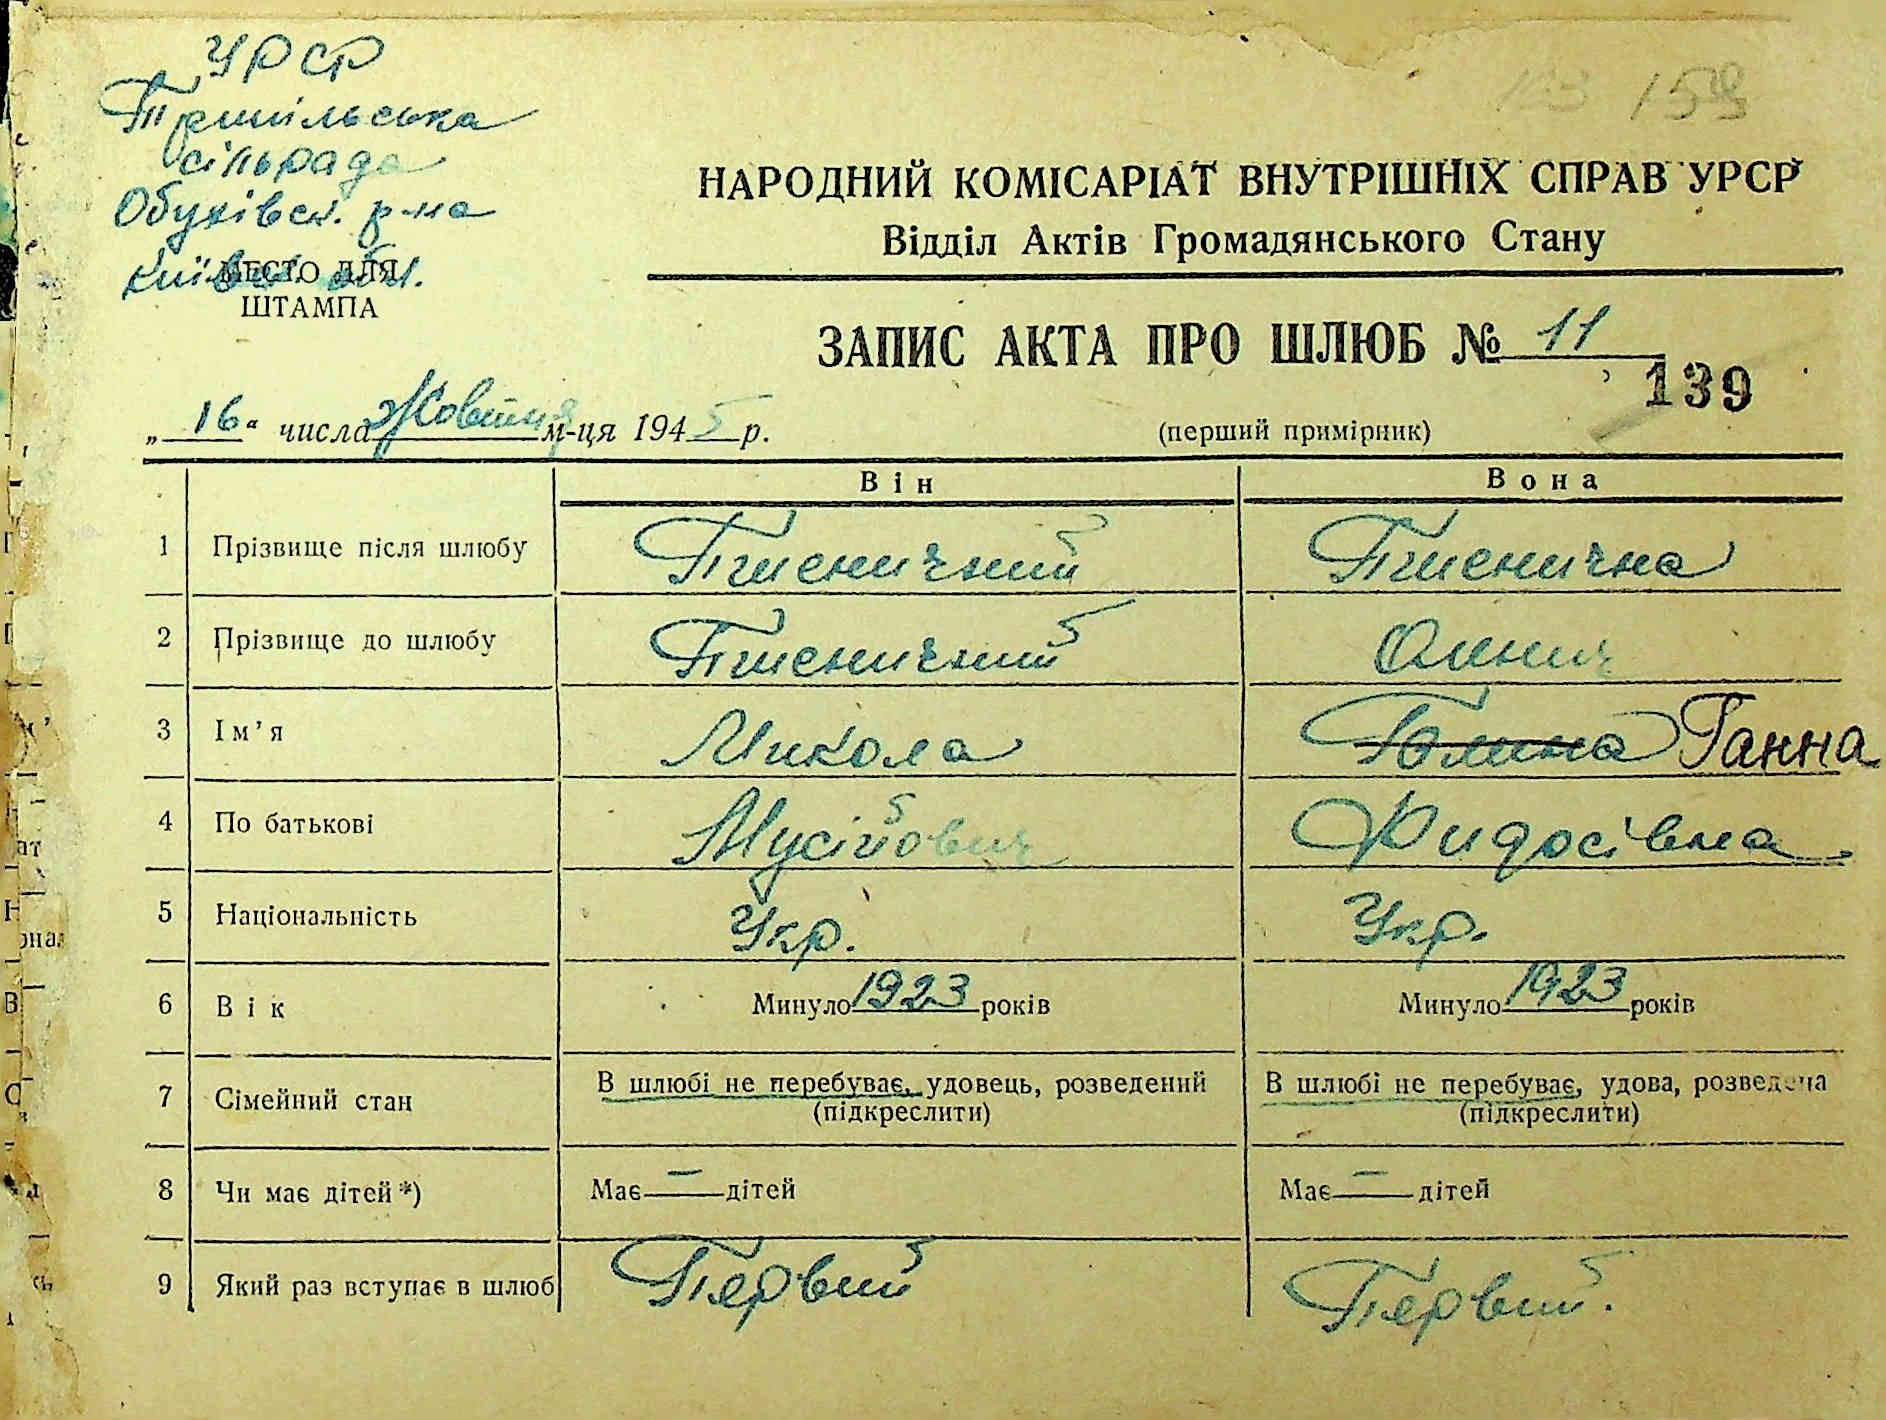 УРСР
Трипільська
сільрада
Обухівськ. р-на
Київсь. обл.
МЕСТО ДЛЯ
ШТАМПА
159
НАРОДНИЙ КОМІСАРІАТ ВНУТРІШНІХ СПРАВ УРСР
Відділ Актів Громадянського Стану
ЗАПИС АКТА ПРО ШЛЮБ № 11
139
„16“ числа Жовтня м-ця 1945 р.
(перший примірник)
Він Вона
1 Прізвище після шлюбу Пшеничний Пшенична
2 Прізвище до шлюбу Пшеничний
3 Ім'я Микола Галина Ганна
4 По батькові Мусійович Фидосівна
5 Національність Укр. Укр.
6 Вік Минуло 1923 років Минуло 1923 років
7 Сімейний стан В шлюбі не перебуває, удовець, розведений В шлюбі не перебуває, удова, розведена
(підкреслити) (підкреслити)
8 Чи має дітей *) Має — дітей Має — дітей
9 Який раз вступає в шлюб Первий Первий.